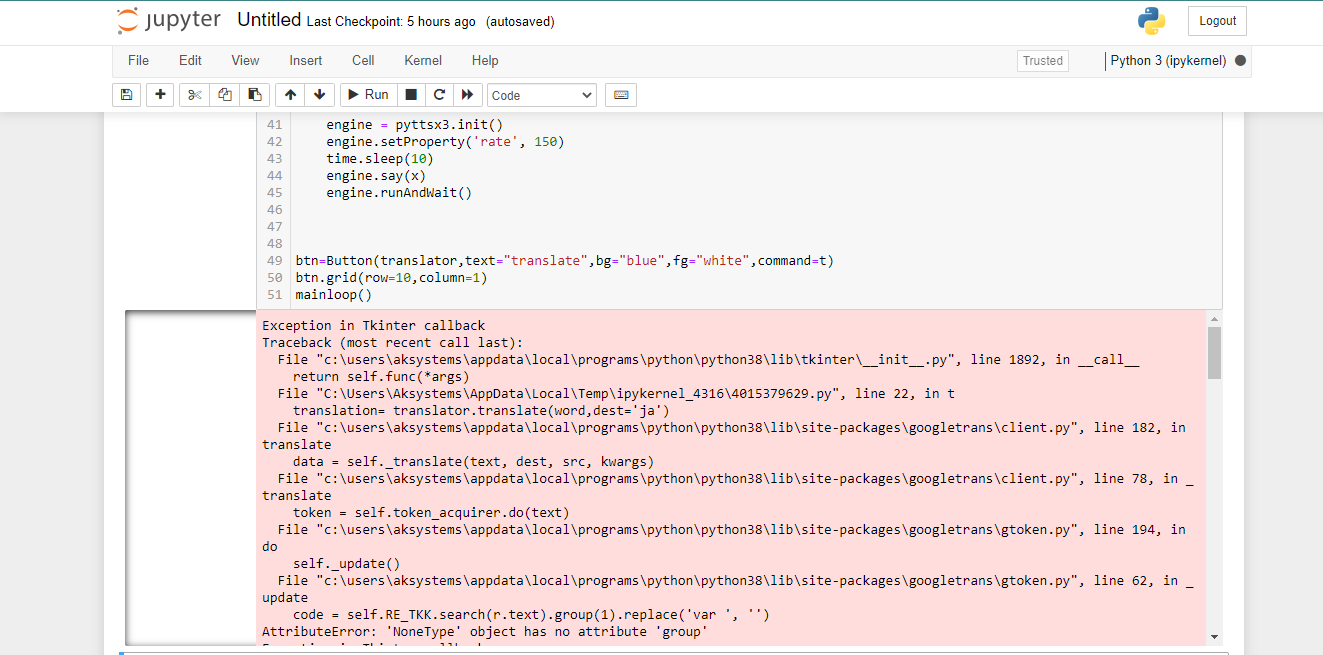 jupyter Untitled Last Checkpoint: 5 hours ago (autosaved)
Logout
File Edit View Insert Cell Kernel Help
Trusted
Python 3 (ipykernel)
Run
Code
41 engine = pyttsx3.init()
42 engine.setProperty('rate', 150)
43 time.sleep(10)
44 engine.say(x)
45 engine.runAndWait()
46
47
48
49 btn=Button(translator,text="translate",bg="blue",fg="white",command=t)
50 btn.grid(row=10,column=1)
51 mainloop()
Exception in Tkinter callback
Traceback (most recent call last):
File "c:\users\aksystems\appdata\local\programs\python\python38\lib\tkinter\__init__.py", line 1892, in __call__
return self.func(*args)
File "C:\Users\Aksystems\AppData\Local\Temp\ipykernel_4316\4015379629.py", line 22, in t
translation= translator.translate(word,dest='ja')
File "c:\users\aksystems\appdata\local\programs\python\python38\lib\site-packages\googletrans\client.py", line 182, in
translate
data = self._translate(text, dest, src, kwargs)
File "c:\users\aksystems\appdata\local\programs\python\python38\lib\site-packages\googletrans\client.py", line 78, in _
translate
token = self.token_acquirer.do(text)
File "c:\users\aksystems\appdata\local\programs\python\python38\lib\site-packages\googletrans\gtoken.py", line 194, in
do
self._update()
File "c:\users\aksystems\appdata\local\programs\python\python38\lib\site-packages\googletrans\gtoken.py", line 62, in _
update
code = self.RE_TKK.search(r.text).group(1).replace('var ', '')
AttributeError: 'NoneType' object has no attribute 'group'